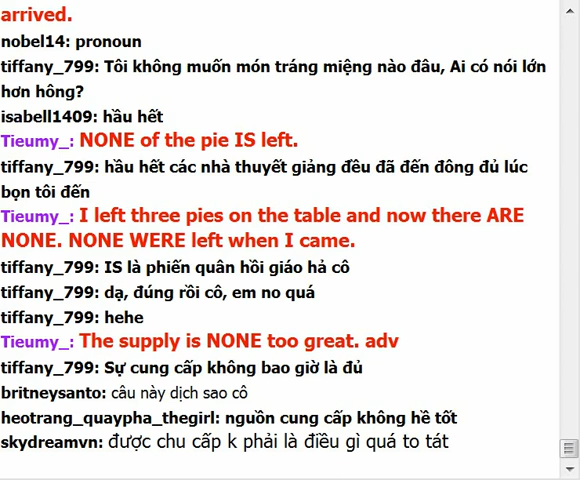 arrived.
nobel14: pronoun
tiffany_799: Tôi không muốn món tráng miệng nào đâu, Ai có nói lớn
hơn hông?
isabell1409: hầu hết
Tieumy_: NONE of the pie IS left.
tiffany_799: hầu hết các nhà thuyết giảng đều đã đến đông đủ lúc
bọn tôi đến
Tieumy_: I left three pies on the table and now there ARE
NONE. NONE WERE left when I came.
tiffany_799: IS là phiến quân hồi giáo hả cô
tiffany_799: dạ, đúng rồi cô, em no quá
tiffany_799: hehe
Tieumy_: The supply is NONE too great. adv
tiffany_799: Sự cung cấp không bao giờ là đủ
britneysanto: câu này dịch sao cô
heotrang_quaypha_thegirl: nguồn cung cấp không hề tốt
skydreamvn: được chu cấp k phải là điều gì quá to tát